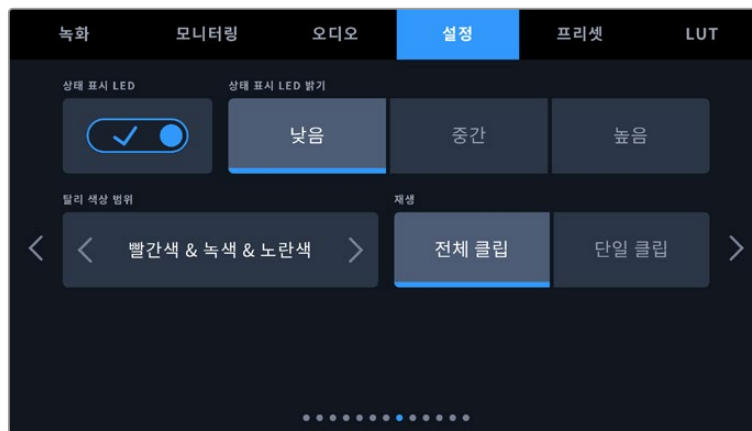 녹화 모니터링 오디오 설정 프리셋 LUT
상태 표시 LED 상태 표시 LED 밝기
낮음 중간 높음
탈리 색상 범위 재생
빨간색 & 녹색 & 노란색 전체 클립 단일 클립